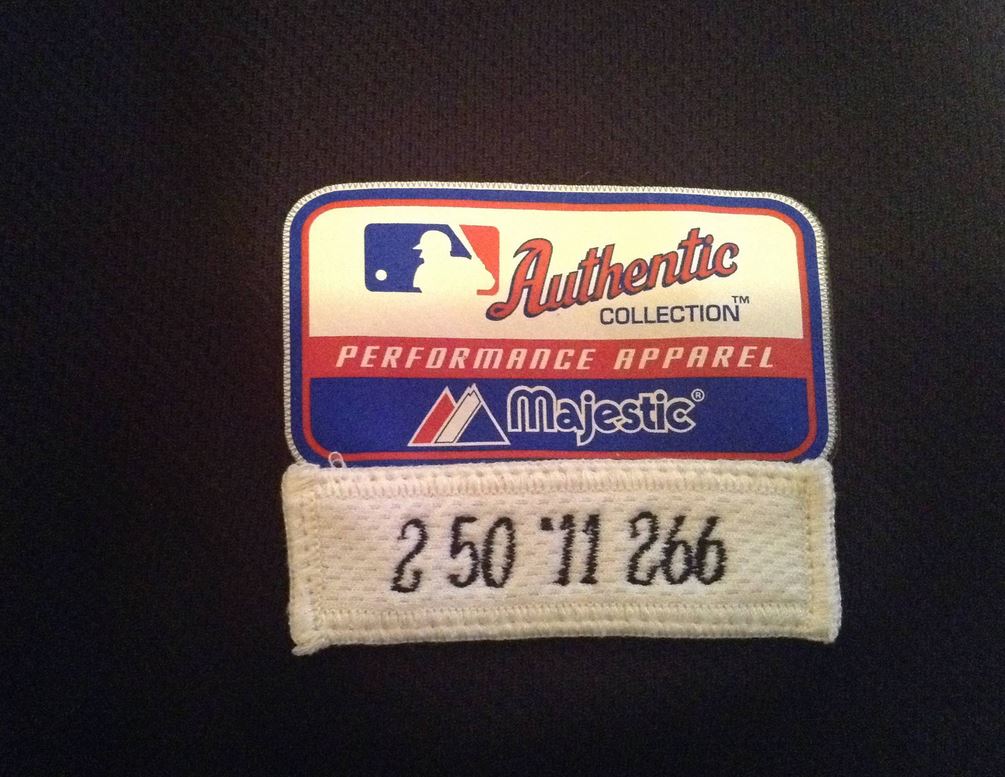 Authentic
COLLECTION™
PERFORMANCE APPAREL
Majestic®
2 50 '11 266